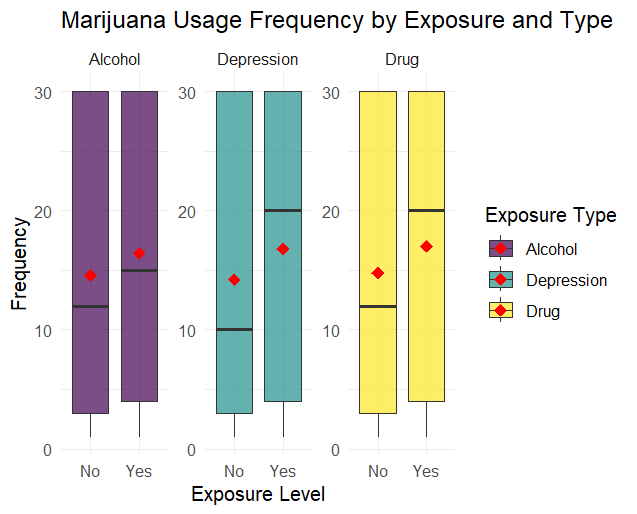 Marijuana Usage Frequency by Exposure and Type
Alcohol
Depression
Drug
Frequency
30
20
10
0
30
20
10
0
30
20
10
0
No
Yes
No
Yes
No
Yes
Exposure Level
Exposure Type
Alcohol
Depression
Drug